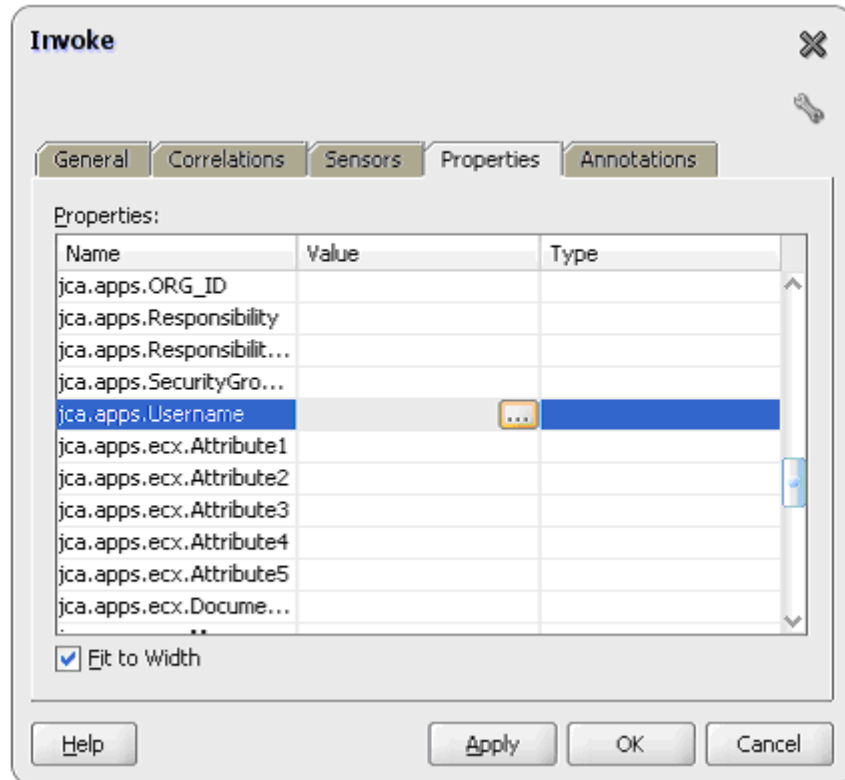 Invoke
General Correlations Sensors Properties Annotations
Properties:
Name Value Type
jca.apps.ORG_ID
jca.apps.Responsibility
jca.apps.Responsibilit...
jca.apps.SecurityGro...
jca.apps.Username ...
jca.apps.ecx.Attribute1
jca.apps.ecx.Attribute2
jca.apps.ecx.Attribute3
jca.apps.ecx.Attribute4
jca.apps.ecx.Attribute5
jca.apps.ecx.Docume...
Fit to Width
Help Apply OK Cancel